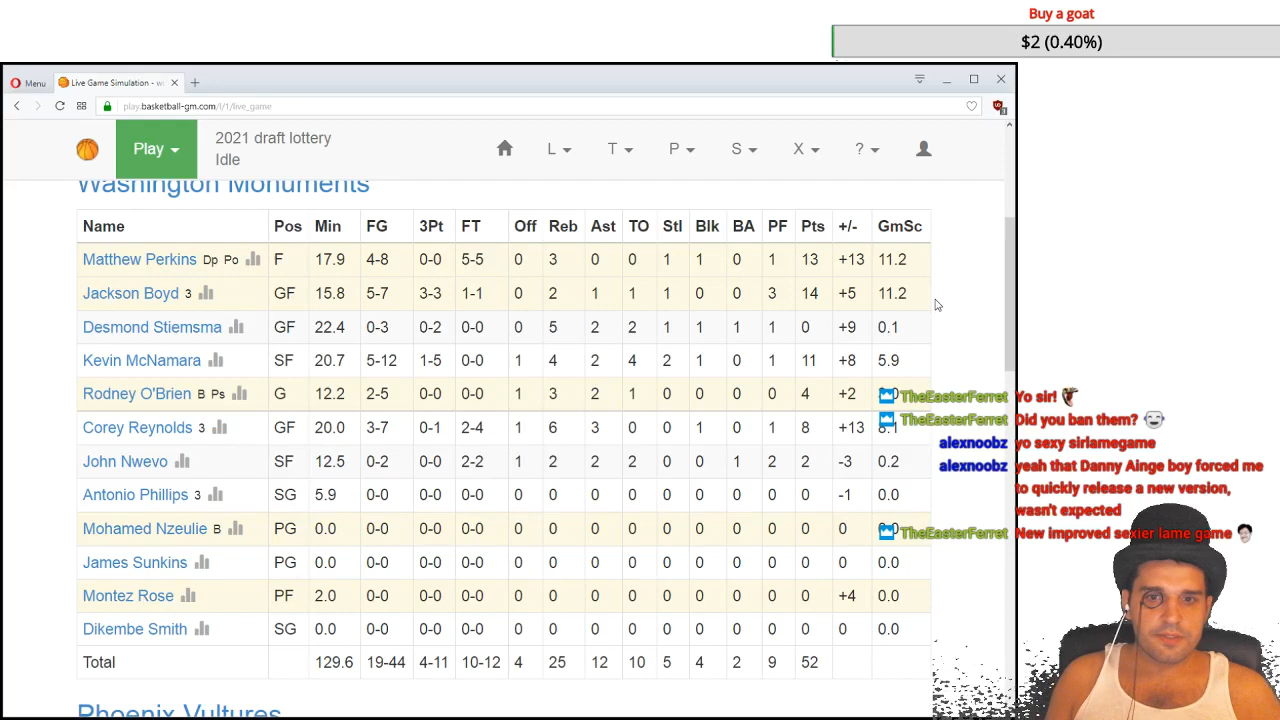 Buy a goat
$2 (0.40%)
Menu
Live Game Simulation - w
play.basketball-gm.com/l/1/live_game
Play
2021 draft lottery
Idle
L T P S X ?
Washington Monuments
Name Pos Min FG 3Pt FT Off Reb Ast TO Stl Blk BA PF Pts +/- GmSc
Matthew Perkins Dp Po F 17.9 4-8 0-0 5-5 0 3 0 0 1 1 0 1 13 +13 11.2
Jackson Boyd 3 GF 15.8 5-7 3-3 1-1 0 2 1 1 1 0 0 3 14 +5 11.2
Desmond Stiemsma GF 22.4 0-3 0-2 0-0 0 5 2 2 1 1 1 1 0 +9 0.1
Kevin McNamara SF 20.7 5-12 1-5 0-0 1 4 2 4 2 1 0 1 11 +8 5.9
Rodney O'Brien B Ps G 12.2 2-5 0-0 0-0 1 3 2 1 0 0 0 0 4 +2
Corey Reynolds 3 GF 20.0 3-7 0-1 2-4 1 6 3 0 0 1 0 1 8 +13 8.1
John Nwevo SF 12.5 0-2 0-0 2-2 1 2 2 2 0 0 1 2 2 -3 0.2
Antonio Phillips 3 SG 5.9 0-0 0-0 0-0 0 0 0 0 0 0 0 0 0 -1 0.0
Mohamed Nzeulie B PG 0.0 0-0 0-0 0-0 0 0 0 0 0 0 0 0 0 0
James Sunkins PG 0.0 0-0 0-0 0-0 0 0 0 0 0 0 0 0 0 0 0.0
Montez Rose PF 2.0 0-0 0-0 0-0 0 0 0 0 0 0 0 0 0 +4 0.0
Dikembe Smith SG 0.0 0-0 0-0 0-0 0 0 0 0 0 0 0 0 0 0 0.0
Total 129.6 19-44 4-11 10-12 4 25 12 10 5 4 2 9 52
Phoenix Vultures
TheEasterFerret Yo sir!
TheEasterFerret Did you ban them?
alexnoobz yo sexy sirlamegame
alexnoobz yeah that Danny Ainge boy forced me
to quickly release a new version,
wasn't expected
TheEasterFerret New improved sexier lame game